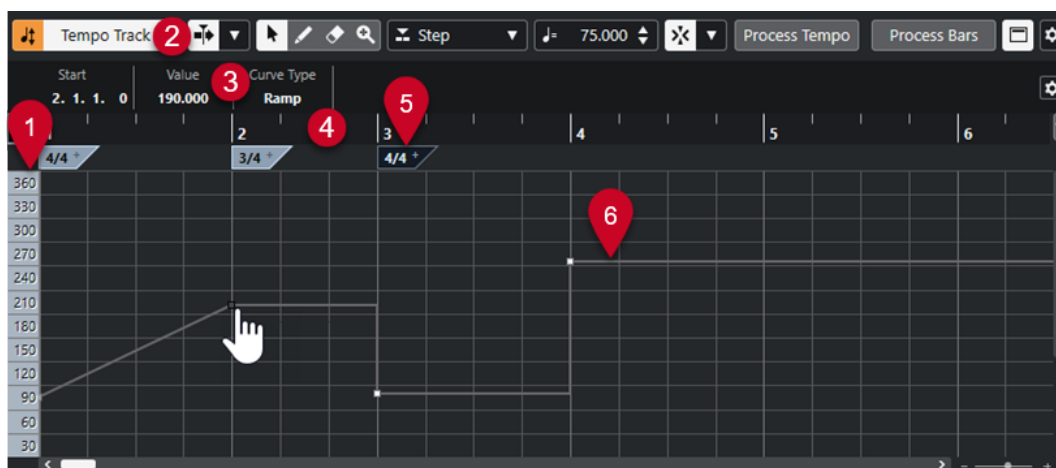 Tempo Track 2 Step 75.000 Process Tempo Process Bars
Start Value 3 Curve Type
2. 1. 1. 0 190.000 Ramp
1 2 4 3 5 4 5 6 5
4/4 + 3/4 + 4/4 +
360
330
300
270
6
240
210
180
150
120
90
60
30